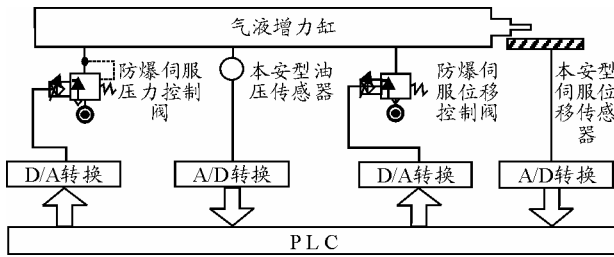 气液增力缸
防爆伺服
压力控制
阀
本安型油
压传感器
防爆伺
服位移
控制阀
本安型
伺服位
移传感
器
D/A转换
A/D转换
D/A转换
A/D转换
PLC